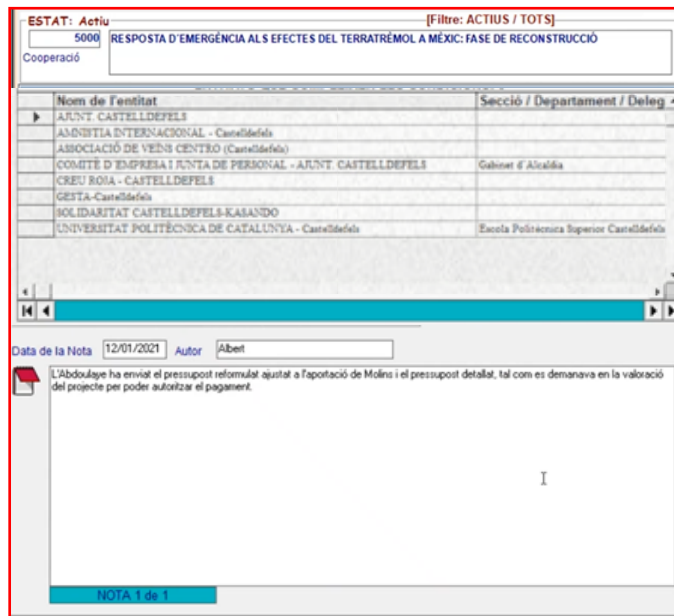 ESTAT: Actiu [Filtre: ACTIUS / TOTS]
5000 RESPOSTA D'EMERGÈNCIA ALS EFECTES DEL TERRATRÈMOL A MÈXIC: FASE DE RECONSTRUCCIÓ
Cooperació
Nom de l'entitat Secció / Departament / Deleg
AJUNT. CASTELLDEFELS
AMNISTIA INTERNACIONAL - Castelldefels
ASSOCIACIÓ DE VEÏNS CENTRO (Castelldefels)
COMITÈ D'EMPRESA I JUNTA DE PERSONAL - AJUNT. CASTELLDEFELS Gabinet d'Alcaldia
CREU ROJA - CASTELLDEFELS
GESTA-Castelldefels
SOLIDARITAT CASTELLDEFELS-KASANDO
UNIVERSITAT POLITÈCNICA DE CATALUNYA - Castelldefels Escola Politècnica Superior Castelldefels
Data de la Nota 12/01/2021 Autor Albert
L'Abdoulaye ha enviat el pressupost reformulat ajustat a l'aportació de Molins i el pressupost detallat, tal com es demanava en la valoració
del projecte per poder autoritzar el pagament.
NOTA 1 de 1